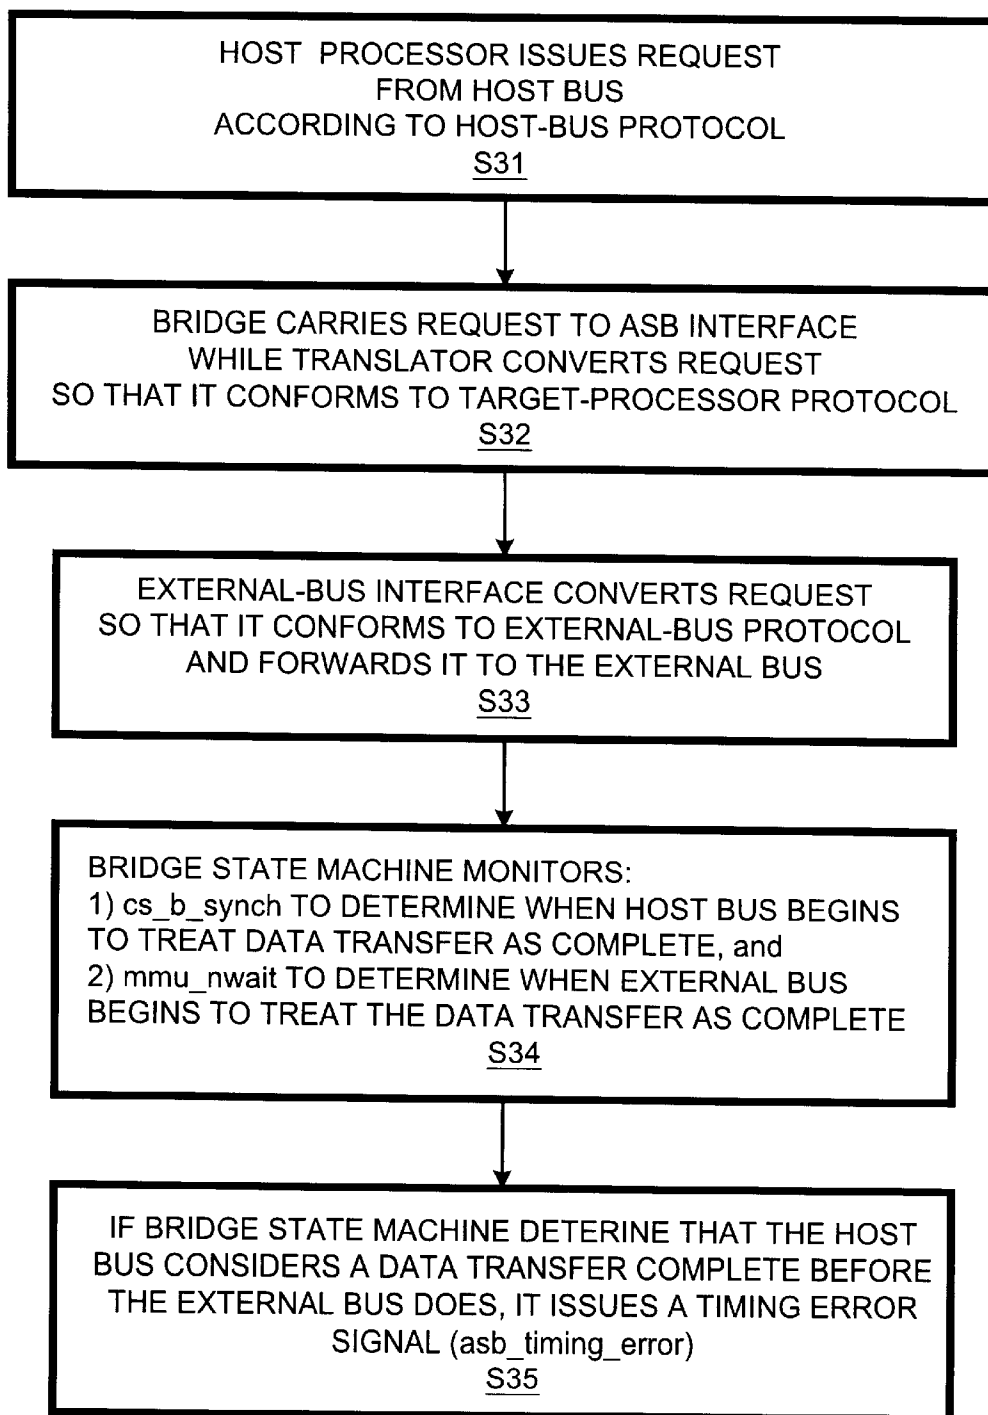 HOST PROCESSOR ISSUES REQUEST
FROM HOST BUS
ACCORDING TO HOST-BUS PROTOCOL
S31
BRIDGE CARRIES REQUEST TO ASB INTERFACE
WHILE TRANSLATOR CONVERTS REQUEST
SO THAT IT CONFORMS TO TARGET-PROCESSOR PROTOCOL
S32
EXTERNAL-BUS INTERFACE CONVERTS REQUEST
SO THAT IT CONFORMS TO EXTERNAL-BUS PROTOCOL
AND FORWARDS IT TO THE EXTERNAL BUS
S33
BRIDGE STATE MACHINE MONITORS:
1) cs_b_synch TO DETERMINE WHEN HOST BUS BEGINS
TO TREAT DATA TRANSFER AS COMPLETE, and
2) mmu_nwait TO DETERMINE WHEN EXTERNAL BUS
BEGINS TO TREAT THE DATA TRANSFER AS COMPLETE
S34
IF BRIDGE STATE MACHINE DETERINE THAT THE HOST
BUS CONSIDERS A DATA TRANSFER COMPLETE BEFORE
THE EXTERNAL BUS DOES, IT ISSUES A TIMING ERROR
SIGNAL (asb_timing_error)
S35